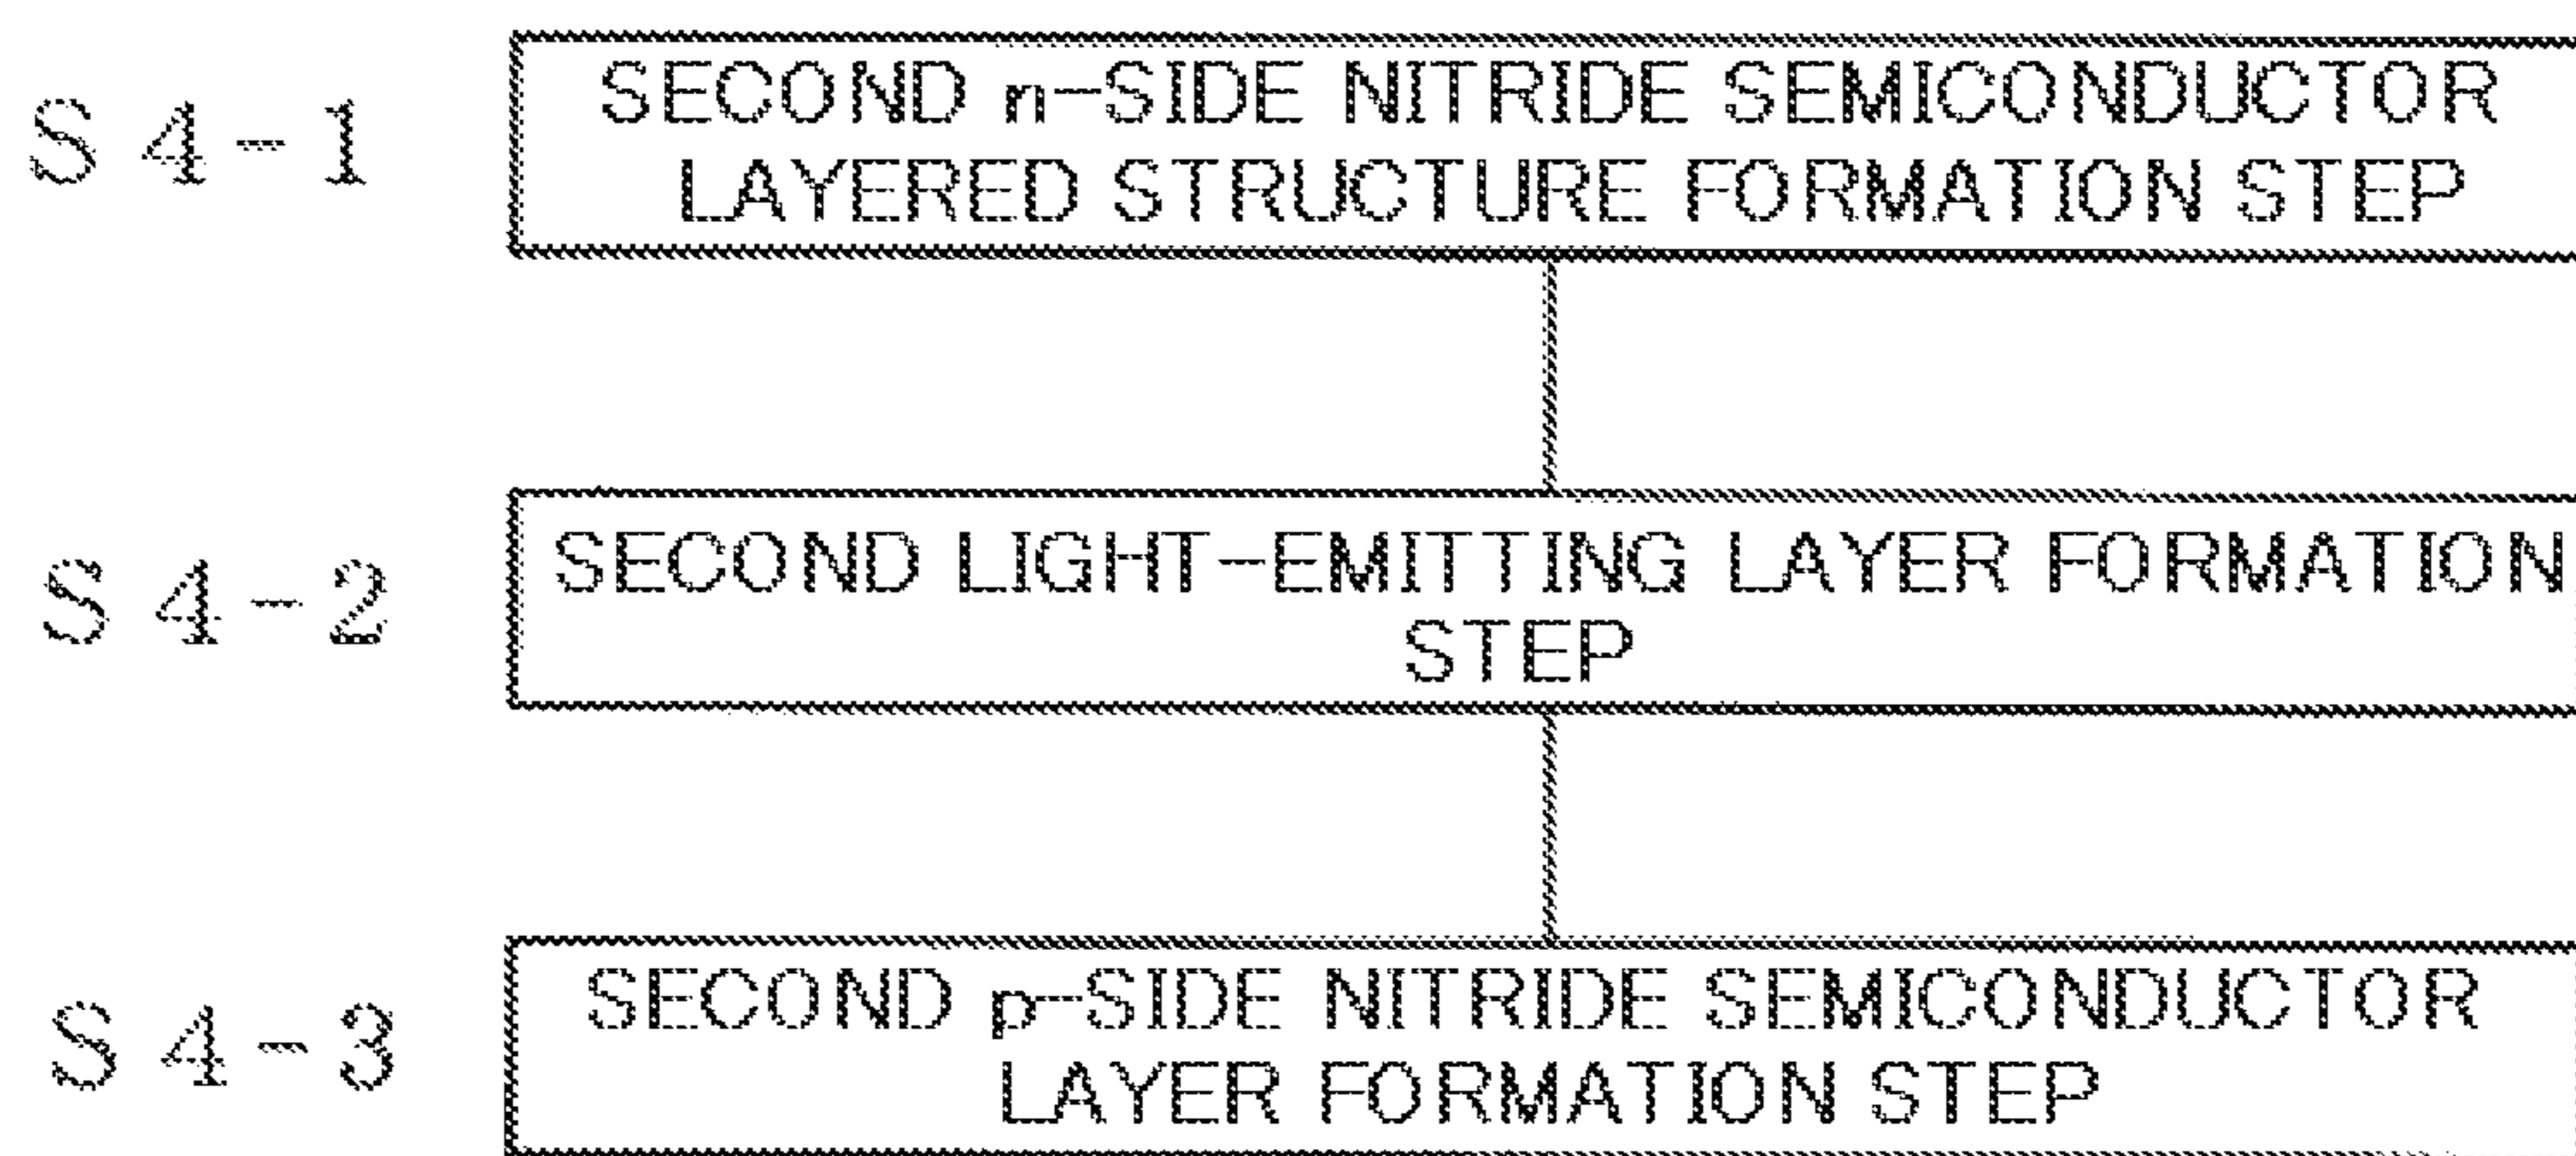 S4-1
SECOND n-SIDE NITRIDE SEMICONDUCTOR
LAYERED STRUCTURE FORMATION STEP
S4-2
SECOND LIGHT-EMITTING LAYER FORMATION
STEP
S4-3
SECOND p-SIDE NITRIDE SEMICONDUCTOR
LAYER FORMATION STEP